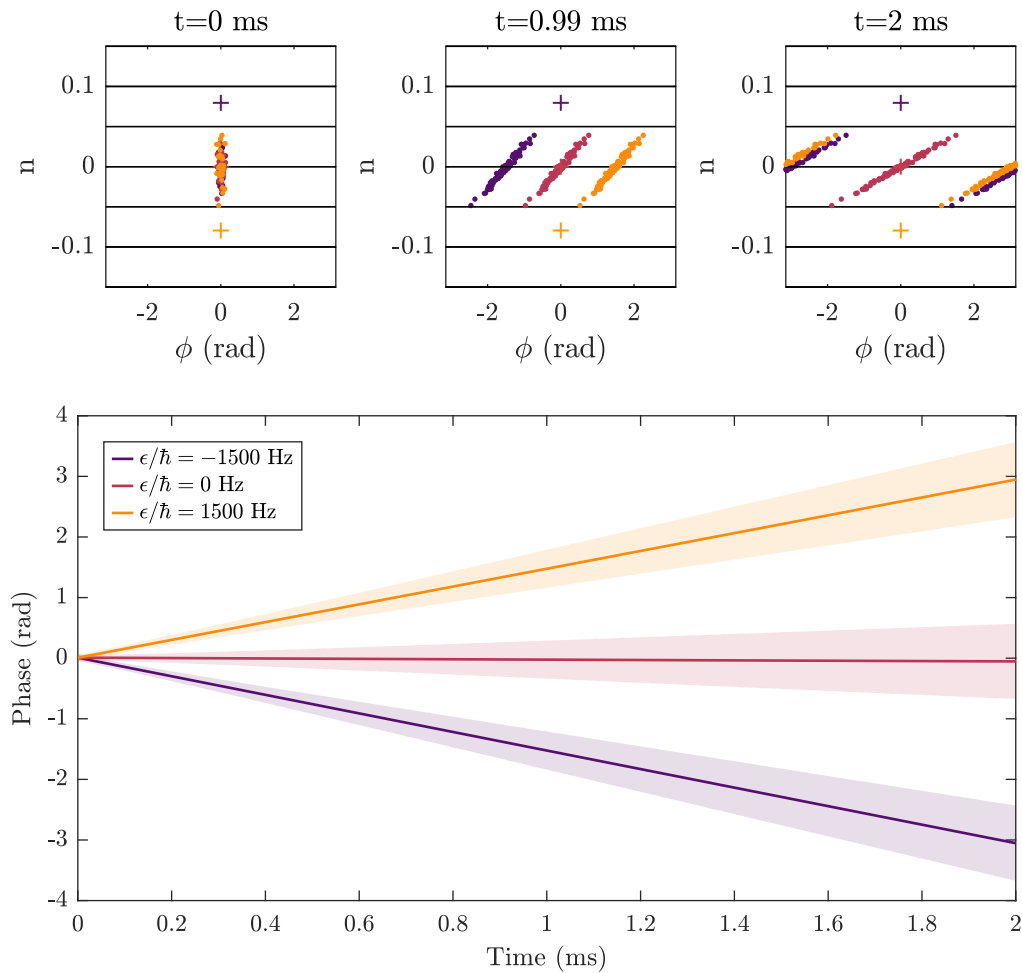 t=0 ms
t=0.99 ms
t=2 ms
0.1
0
-0.1
n
-2
0
2
ϕ (rad)
0.1
0
-0.1
n
-2
0
2
ϕ (rad)
0.1
0
-0.1
n
-2
0
2
ϕ (rad)
4
3
2
1
0
-1
-2
-3
-4
Phase (rad)
ϵ/ħ = −1500 Hz
ϵ/ħ = 0 Hz
ϵ/ħ = 1500 Hz
0
0.2
0.4
0.6
0.8
1
1.2
1.4
1.6
1.8
2
Time (ms)